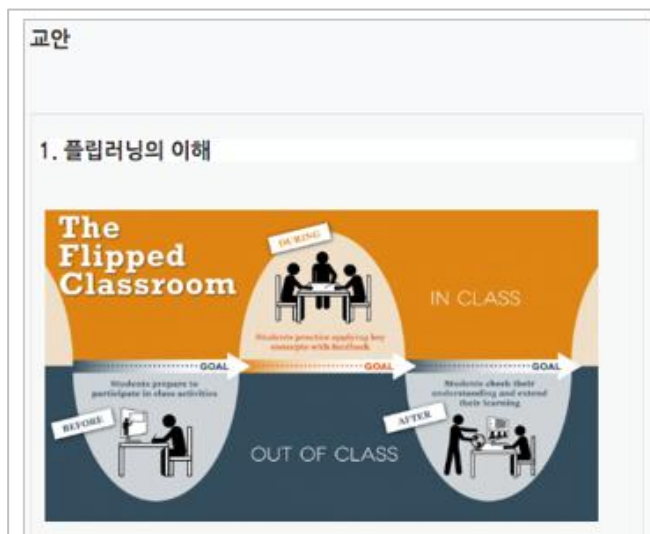 교안
1. 플립러닝의 이해
The
Flipped
Classroom
DURING
IN CLASS
Students practice applying key
concepts with feedback
GOAL
GOAL
GOAL
Students prepare to
participate in class activities
Students check their
understanding and extend
their learning
BEFORE
AFTER
OUT OF CLASS